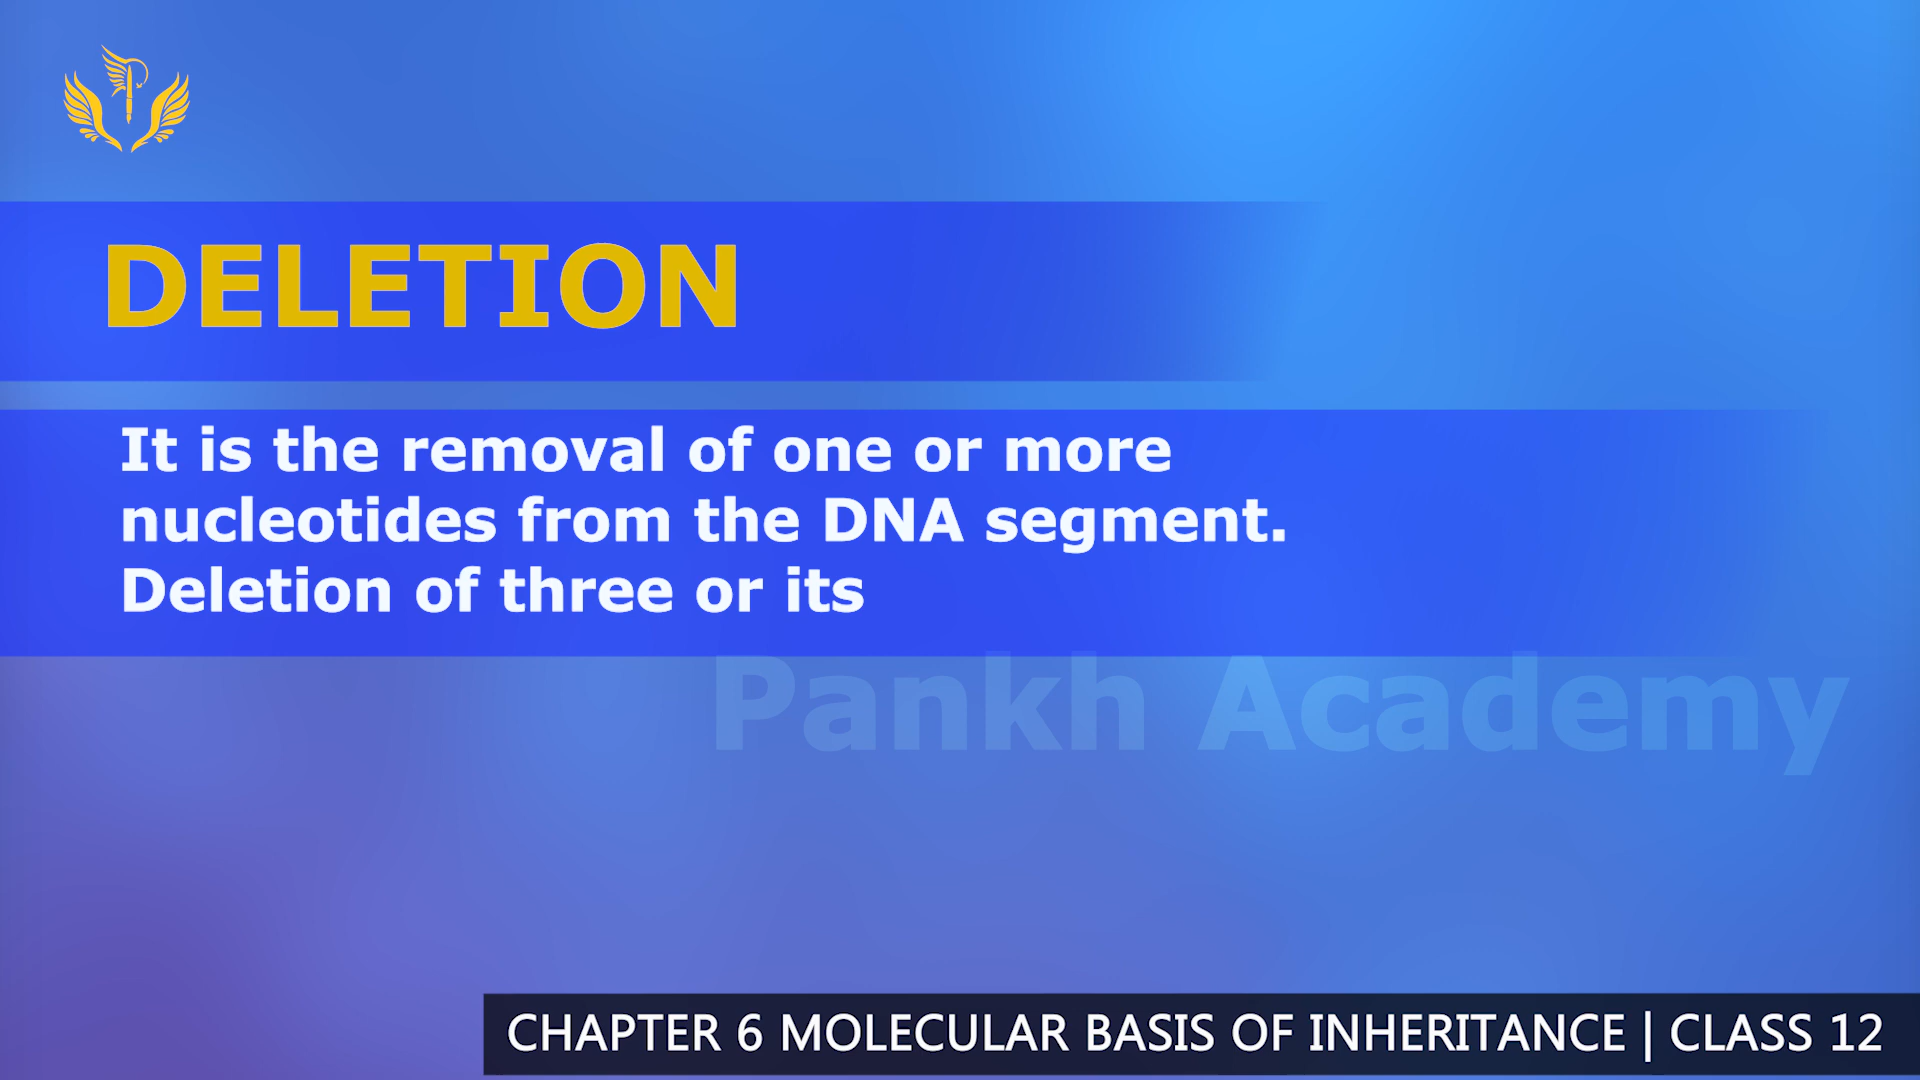 DELETION
It is the removal of one or more
nucleotides from the DNA segment.
Deletion of three or its
Pankh Academy
CHAPTER 6 MOLECULAR BASIS OF INHERITANCE | CLASS 12